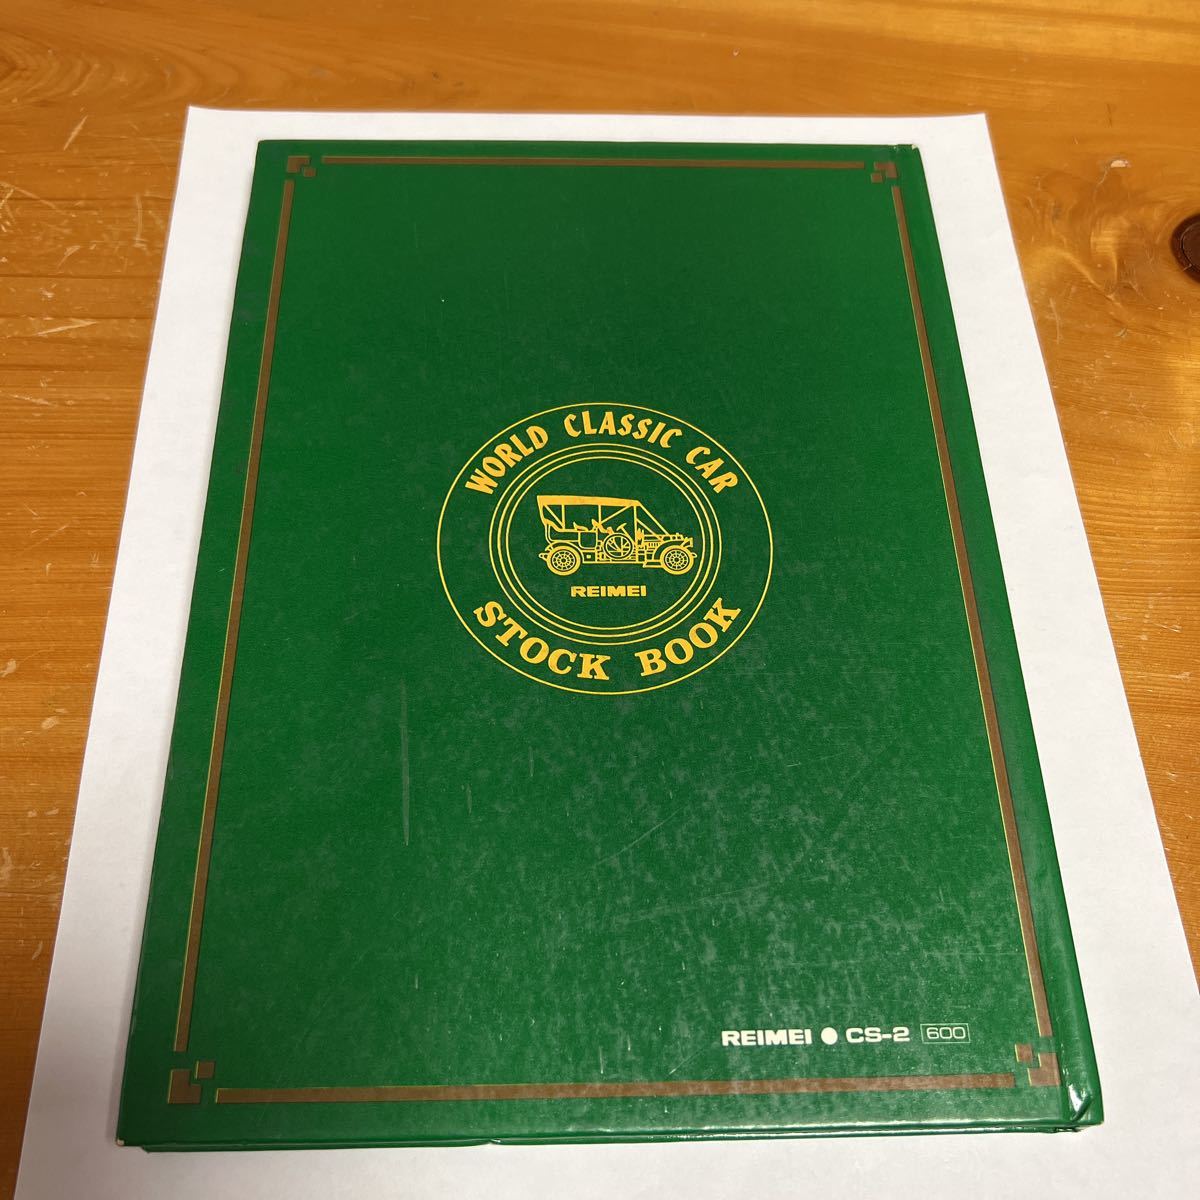 WORLD CLASSIC CAR
REIMEI
STOCK BOOK
REIMEI ● CS-2 600